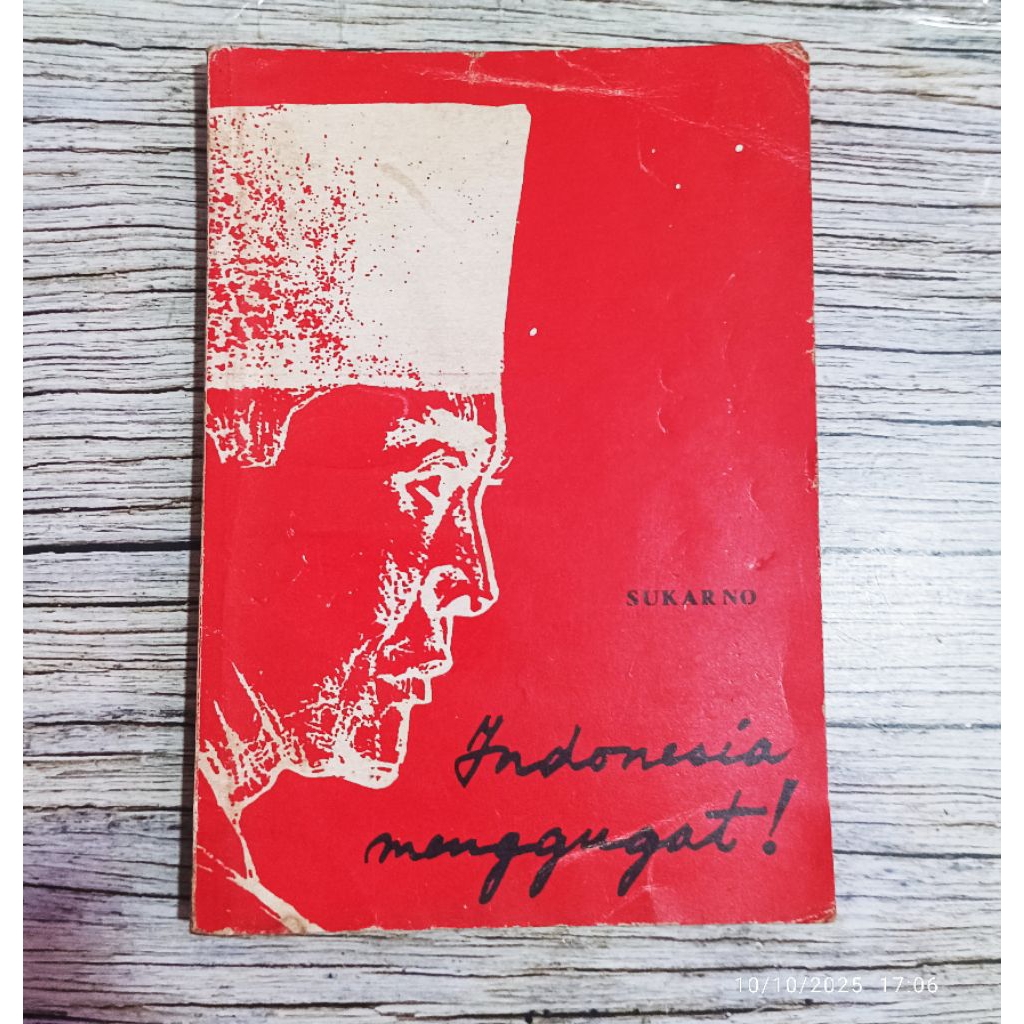 SUKARNO
Indonesia
menggugat!
10/10/2025 17:06